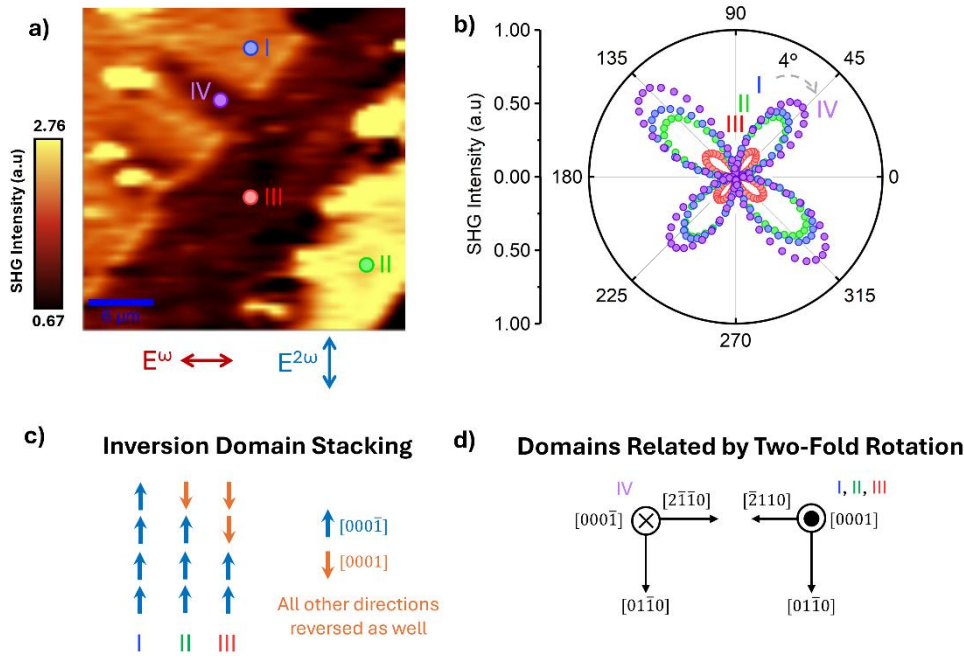 a)
I
IV
III
II
2.76
SHG Intensity (a.u)
0.67
6 μm
E^ω
E^2ω
b)
SHG Intensity (a.u)
1.00
0.50
0.00
0.50
1.00
90
135
45
180
0
225
315
270
4°
I
II
III
IV
c)
Inversion Domain Stacking
[0001̄]
[0001]
All other directions
reversed as well
I II III
d)
Domains Related by Two-Fold Rotation
IV
I, II, III
[0001̄] [21̄1̄0] [2̄110] [0001]
[011̄0] [011̄0]